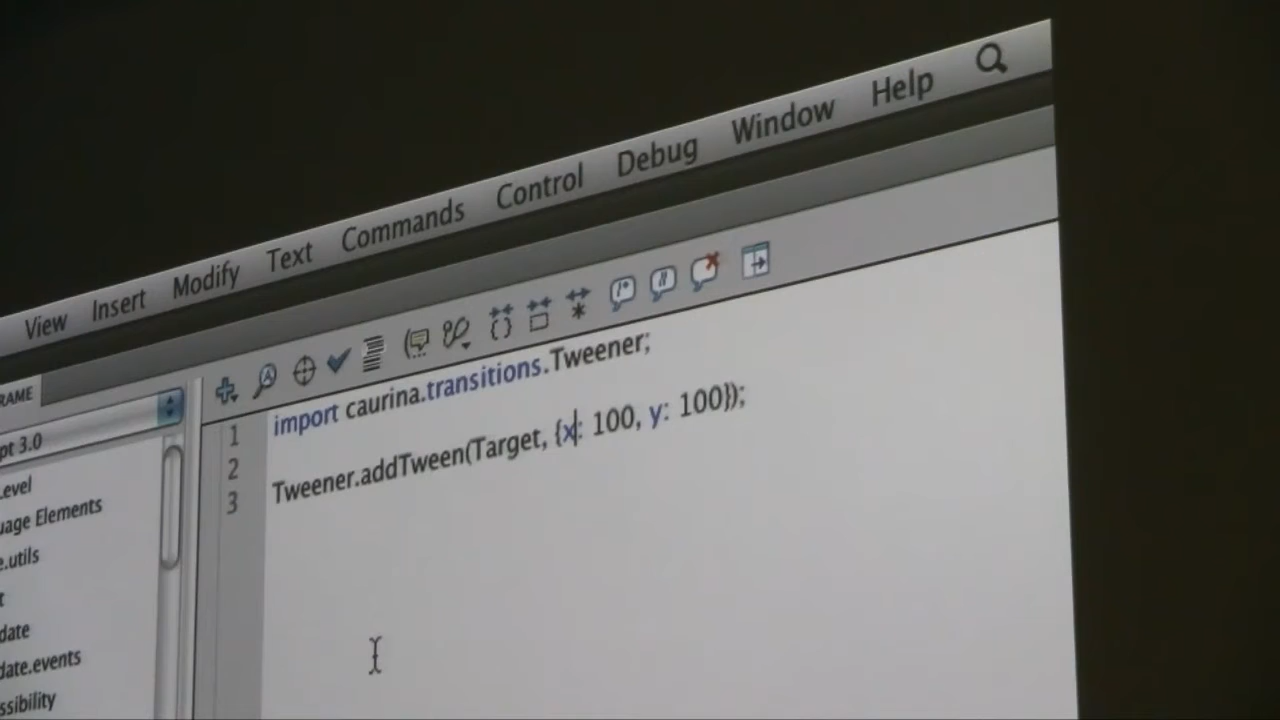 View Insert Modify Text Commands Control Debug Window Help
RAME
pt 3.0
Level
uage Elements
e.utils
t
date
date.events
ssibility
1 import caurina.transitions.Tweener;
2
3 Tweener.addTween(Target, {x: 100, y: 100});